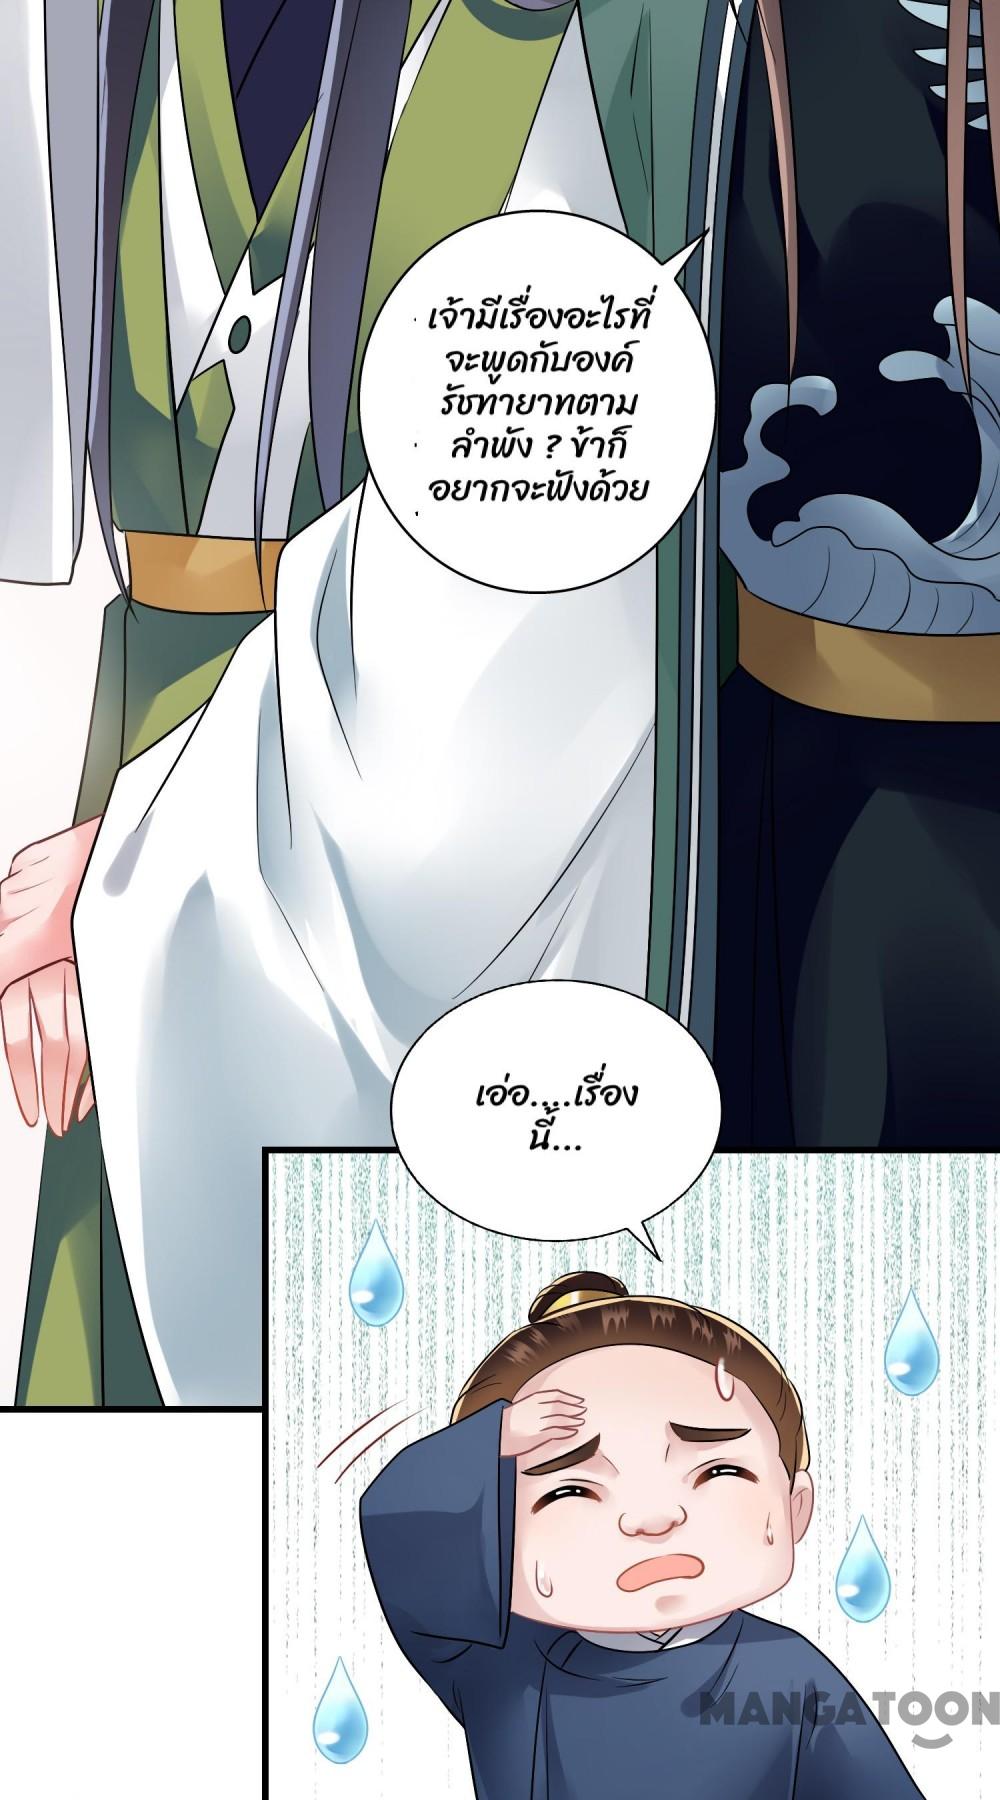 เจ้ามีเรื่องอะไรที่
จะพูดกับองค์
รัชทายาทตาม
ลำพัง ? ข้าก็
อยากจะฟังด้วย
เอ่อ....เรื่อง
นี้...
MANGATOON